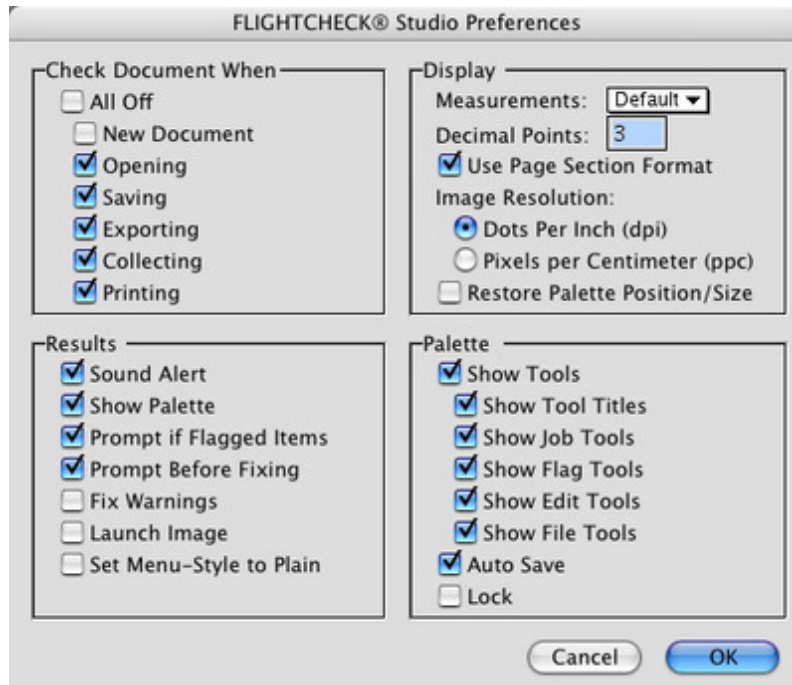 FLIGHTCHECK® Studio Preferences
Check Document When
All Off
New Document
Opening
Saving
Exporting
Collecting
Printing
Display
Measurements: Default
Decimal Points: 3
Use Page Section Format
Image Resolution:
Dots Per Inch (dpi)
Pixels per Centimeter (ppc)
Restore Palette Position/Size
Results
Sound Alert
Show Palette
Prompt if Flagged Items
Prompt Before Fixing
Fix Warnings
Launch Image
Set Menu-Style to Plain
Palette
Show Tools
Show Tool Titles
Show Job Tools
Show Flag Tools
Show Edit Tools
Show File Tools
Auto Save
Lock
Cancel
OK